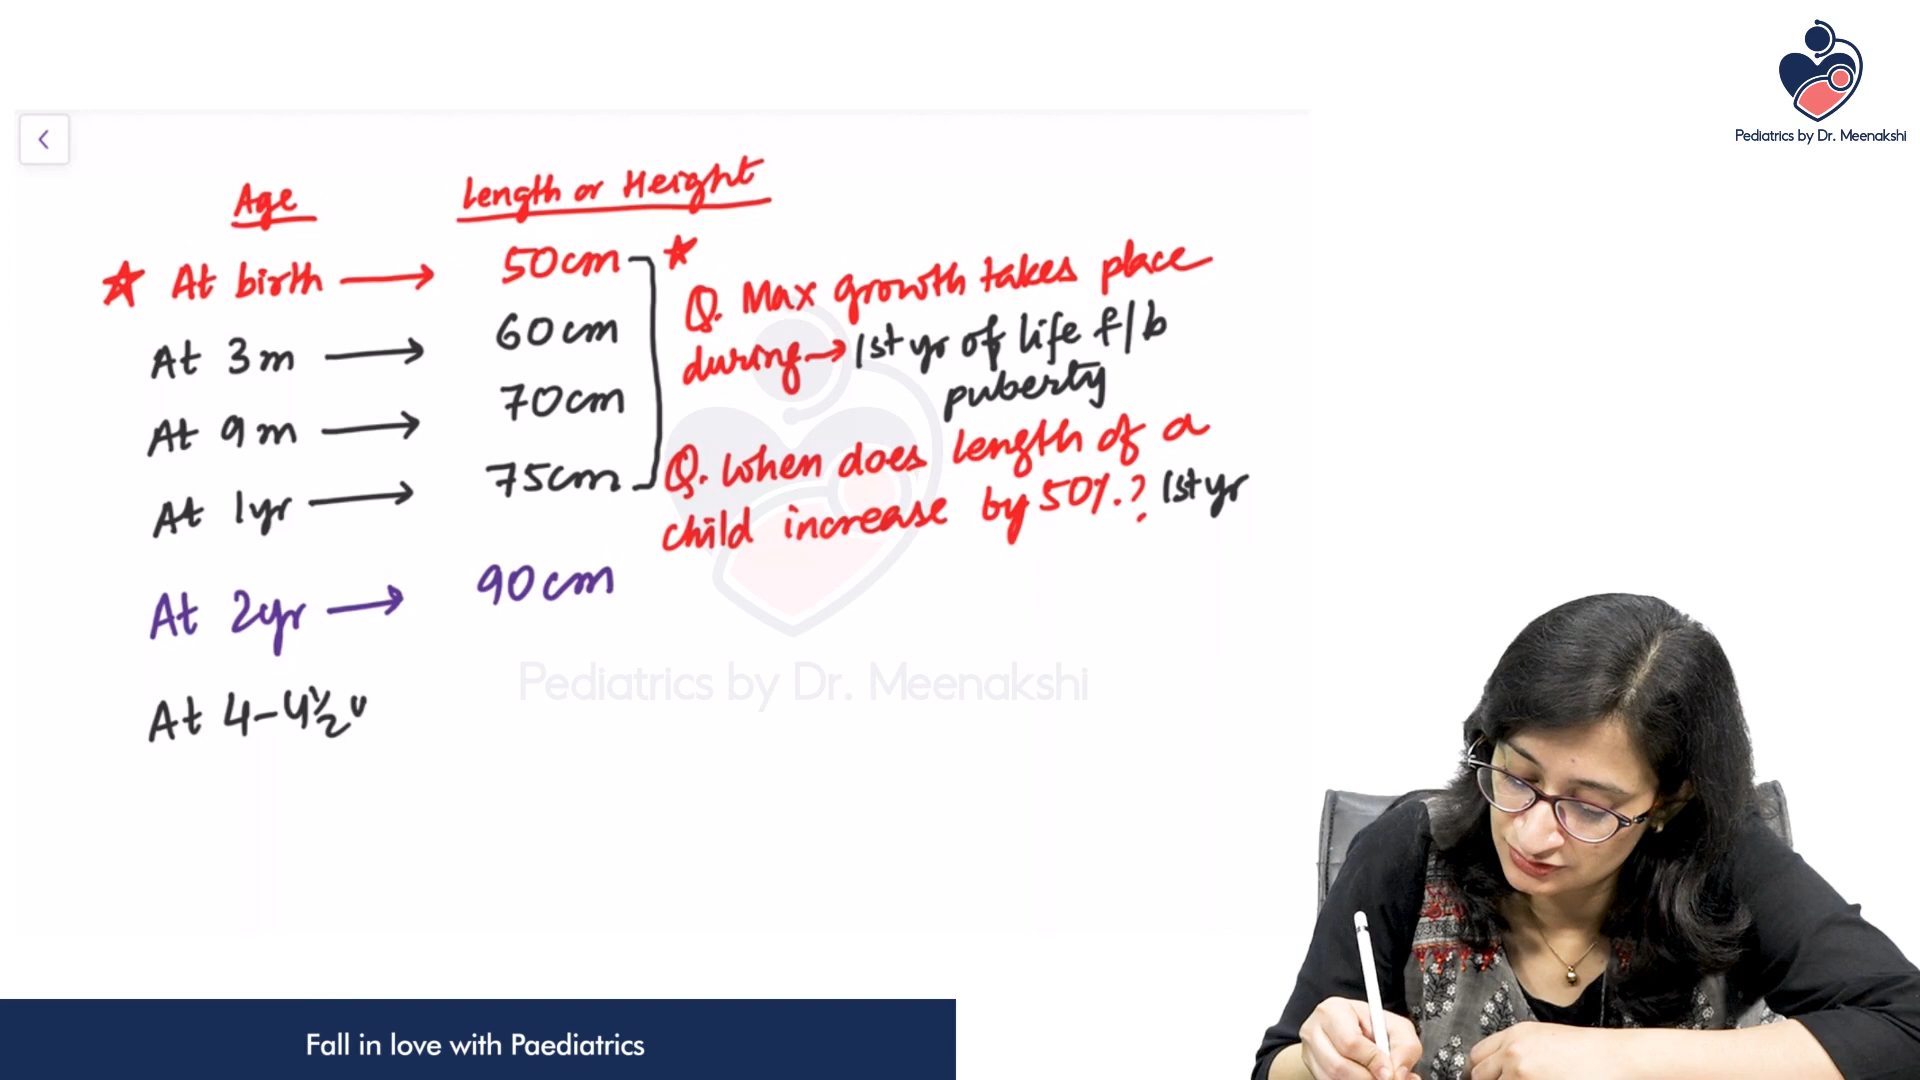 Pediatrics by Dr. Meenakshi
Age Length or Height
At birth → 50cm
At 3m → 60cm
At 9m → 70cm
At 1yr → 75cm
Q. Max growth takes place
during → 1st yr of life f/b
puberty
Q. When does length of a
child increase by 50%? 1st yr
At 2yr → 90cm
Pediatrics by Dr. Meenakshi
At 4-4½
Fall in love with Paediatrics